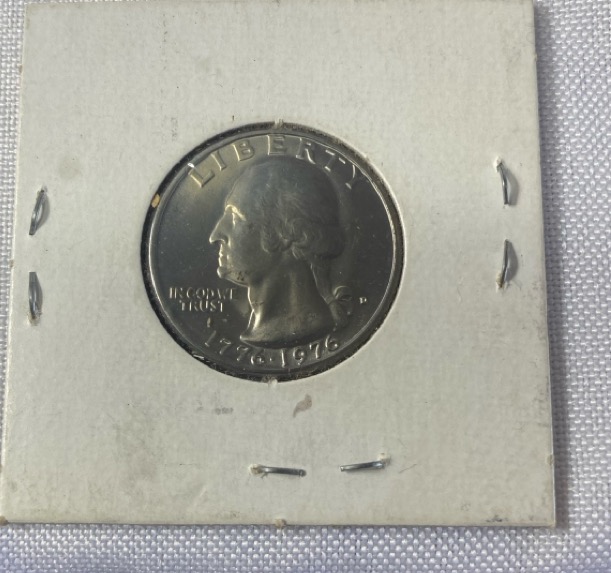 LIBERTY
IN GOD WE
TRUST
D
1776·1976